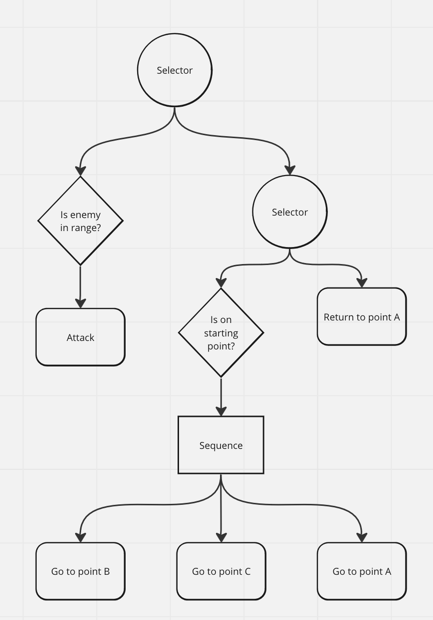 Selector
Is enemy
in range?
Selector
Attack
Is on
starting
point?
Return to point A
Sequence
Go to point B
Go to point C
Go to point A